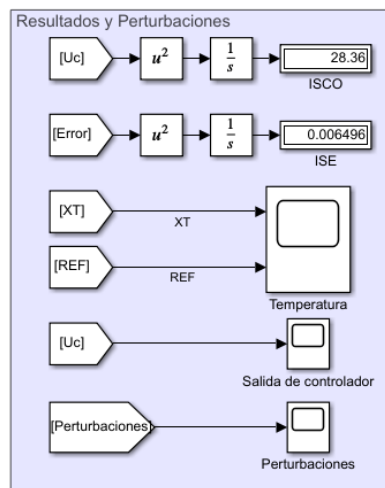 Resultados y Perturbaciones
[Uc] u² 1/s 28.36
ISCO
[Error] u² 1/s 0.006496
ISE
[XT]
XT
[REF]
REF
Temperatura
[Uc]
Salida de controlador
[Perturbaciones]
Perturbaciones